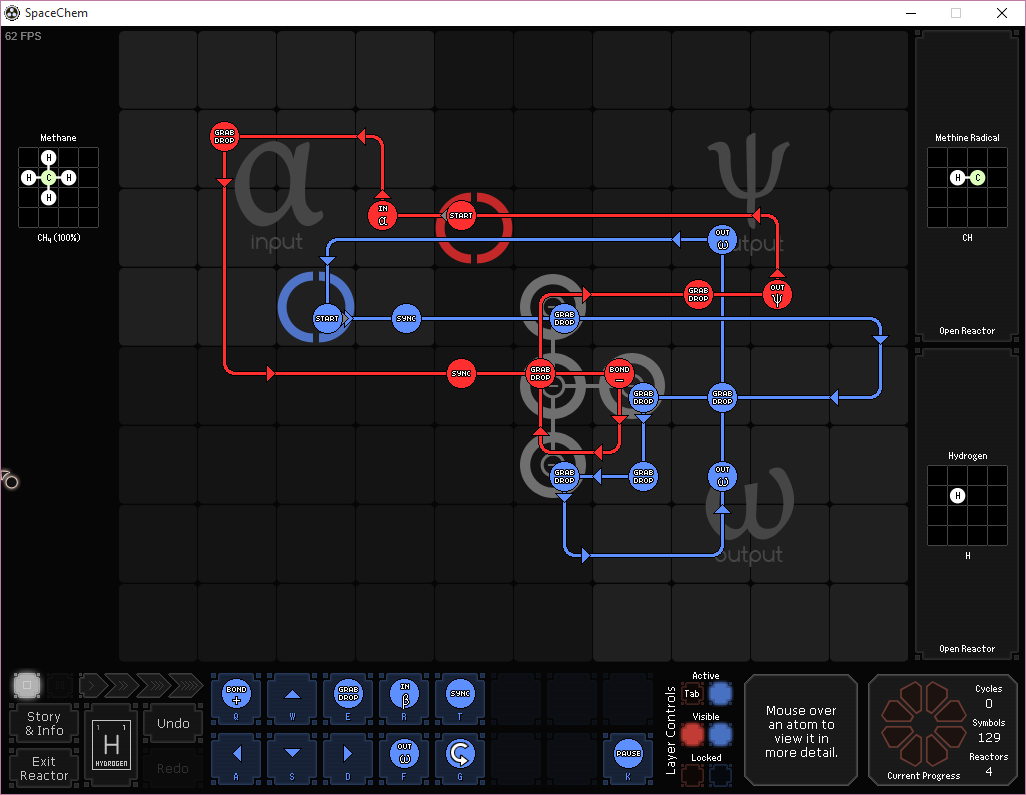 SpaceChem
62 FPS
Methane
H
H C H
H
CH₄ (100%)
α
input
ψ
output
ω
output
GRAB
DROP
IN
α
START
OUT
ω
START
SYNC
GRAB
DROP
GRAB
DROP
OUT
ψ
SYNC
GRAB
DROP
BOND
−
GRAB
DROP
GRAB
DROP
GRAB
DROP
GRAB
DROP
OUT
ω
Methine Radical
H C
CH
Open Reactor
Hydrogen
H
H
Open Reactor
Story
& Info
Exit
Reactor
1 1
H
HYDROGEN
Undo
Redo
BOND
+
Q
W
GRAB
DROP
E
IN
β
R
SYNC
T
A
S
D
OUT
ω
F
G
PAUSE
K
Layer Controls
Active
Tab
Visible
Locked
Mouse over
an atom to
view it in
more detail.
Cycles
0
Symbols
129
Reactors
4
Current Progress